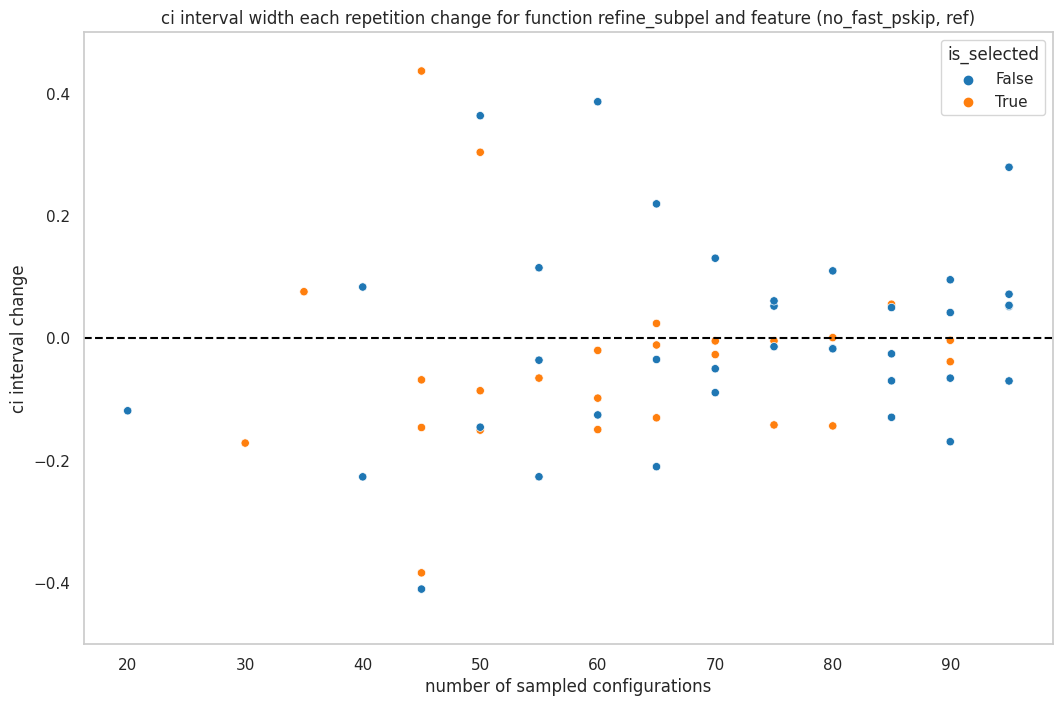 ci interval width each repetition change for function refine_subpel and feature (no_fast_pskip, ref)
is_selected
False
True
0.4
0.2
0.0
−0.2
−0.4
ci interval change
20 30 40 50 60 70 80 90
number of sampled configurations